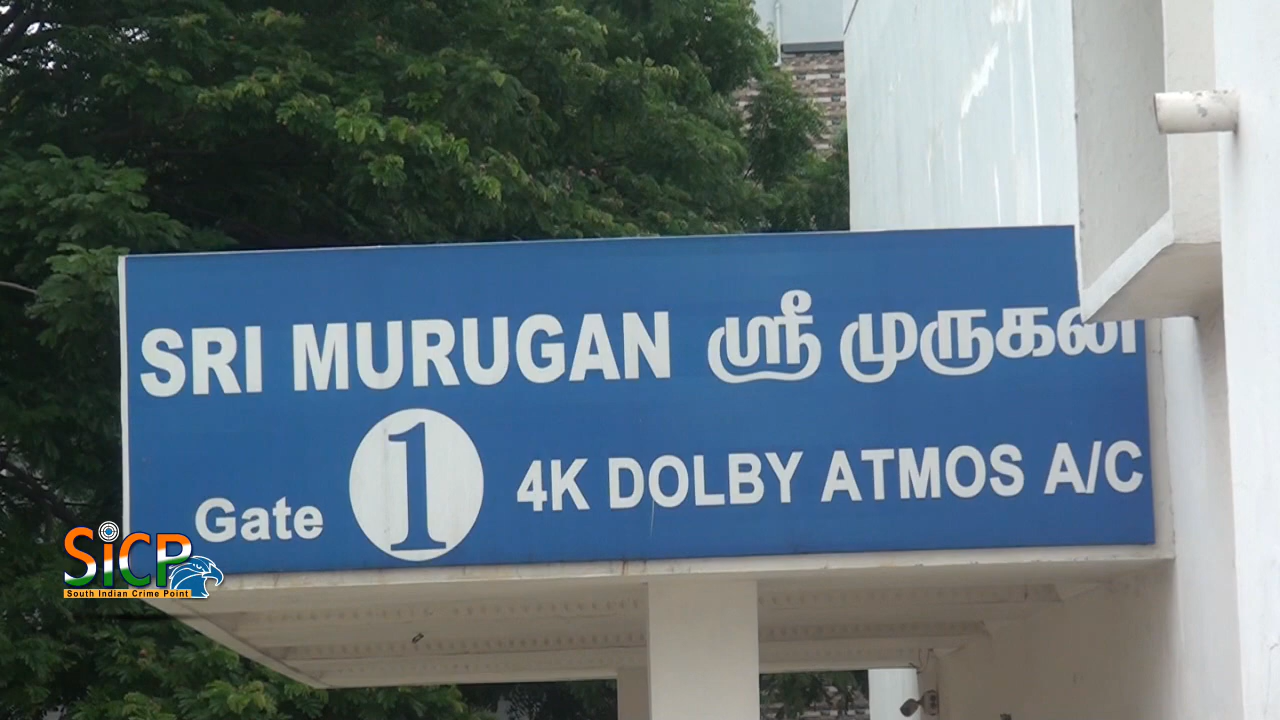 SRI MURUGAN ஸ்ரீ முருகன்
Gate 1 4K DOLBY ATMOS A/C
SiCP
South Indian Crime Point